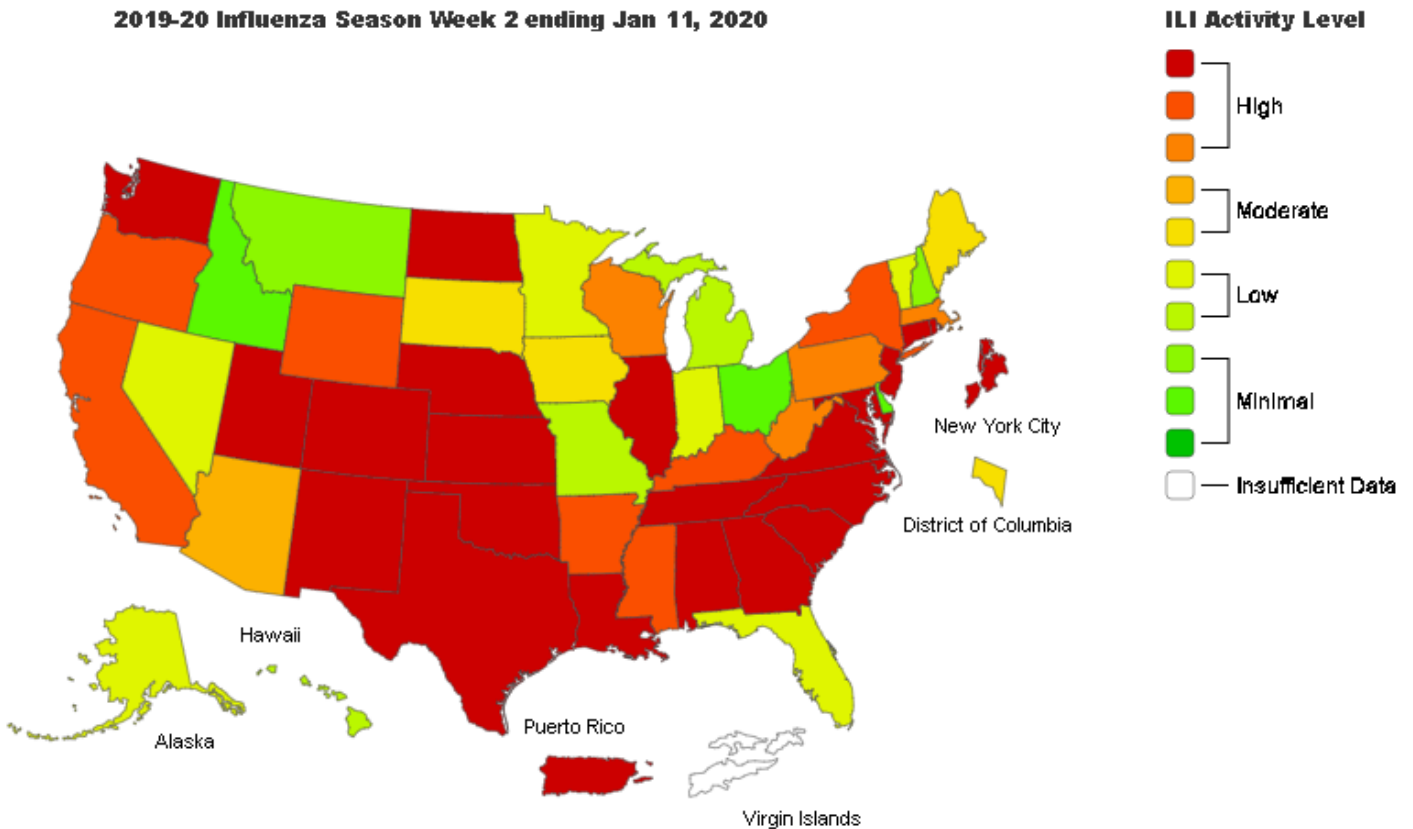 2019-20 Influenza Season Week 2 ending Jan 11, 2020
ILI Activity Level
High
Moderate
Low
Minimal
Insufficient Data
New York City
District of Columbia
Hawaii
Alaska
Puerto Rico
Virgin Islands